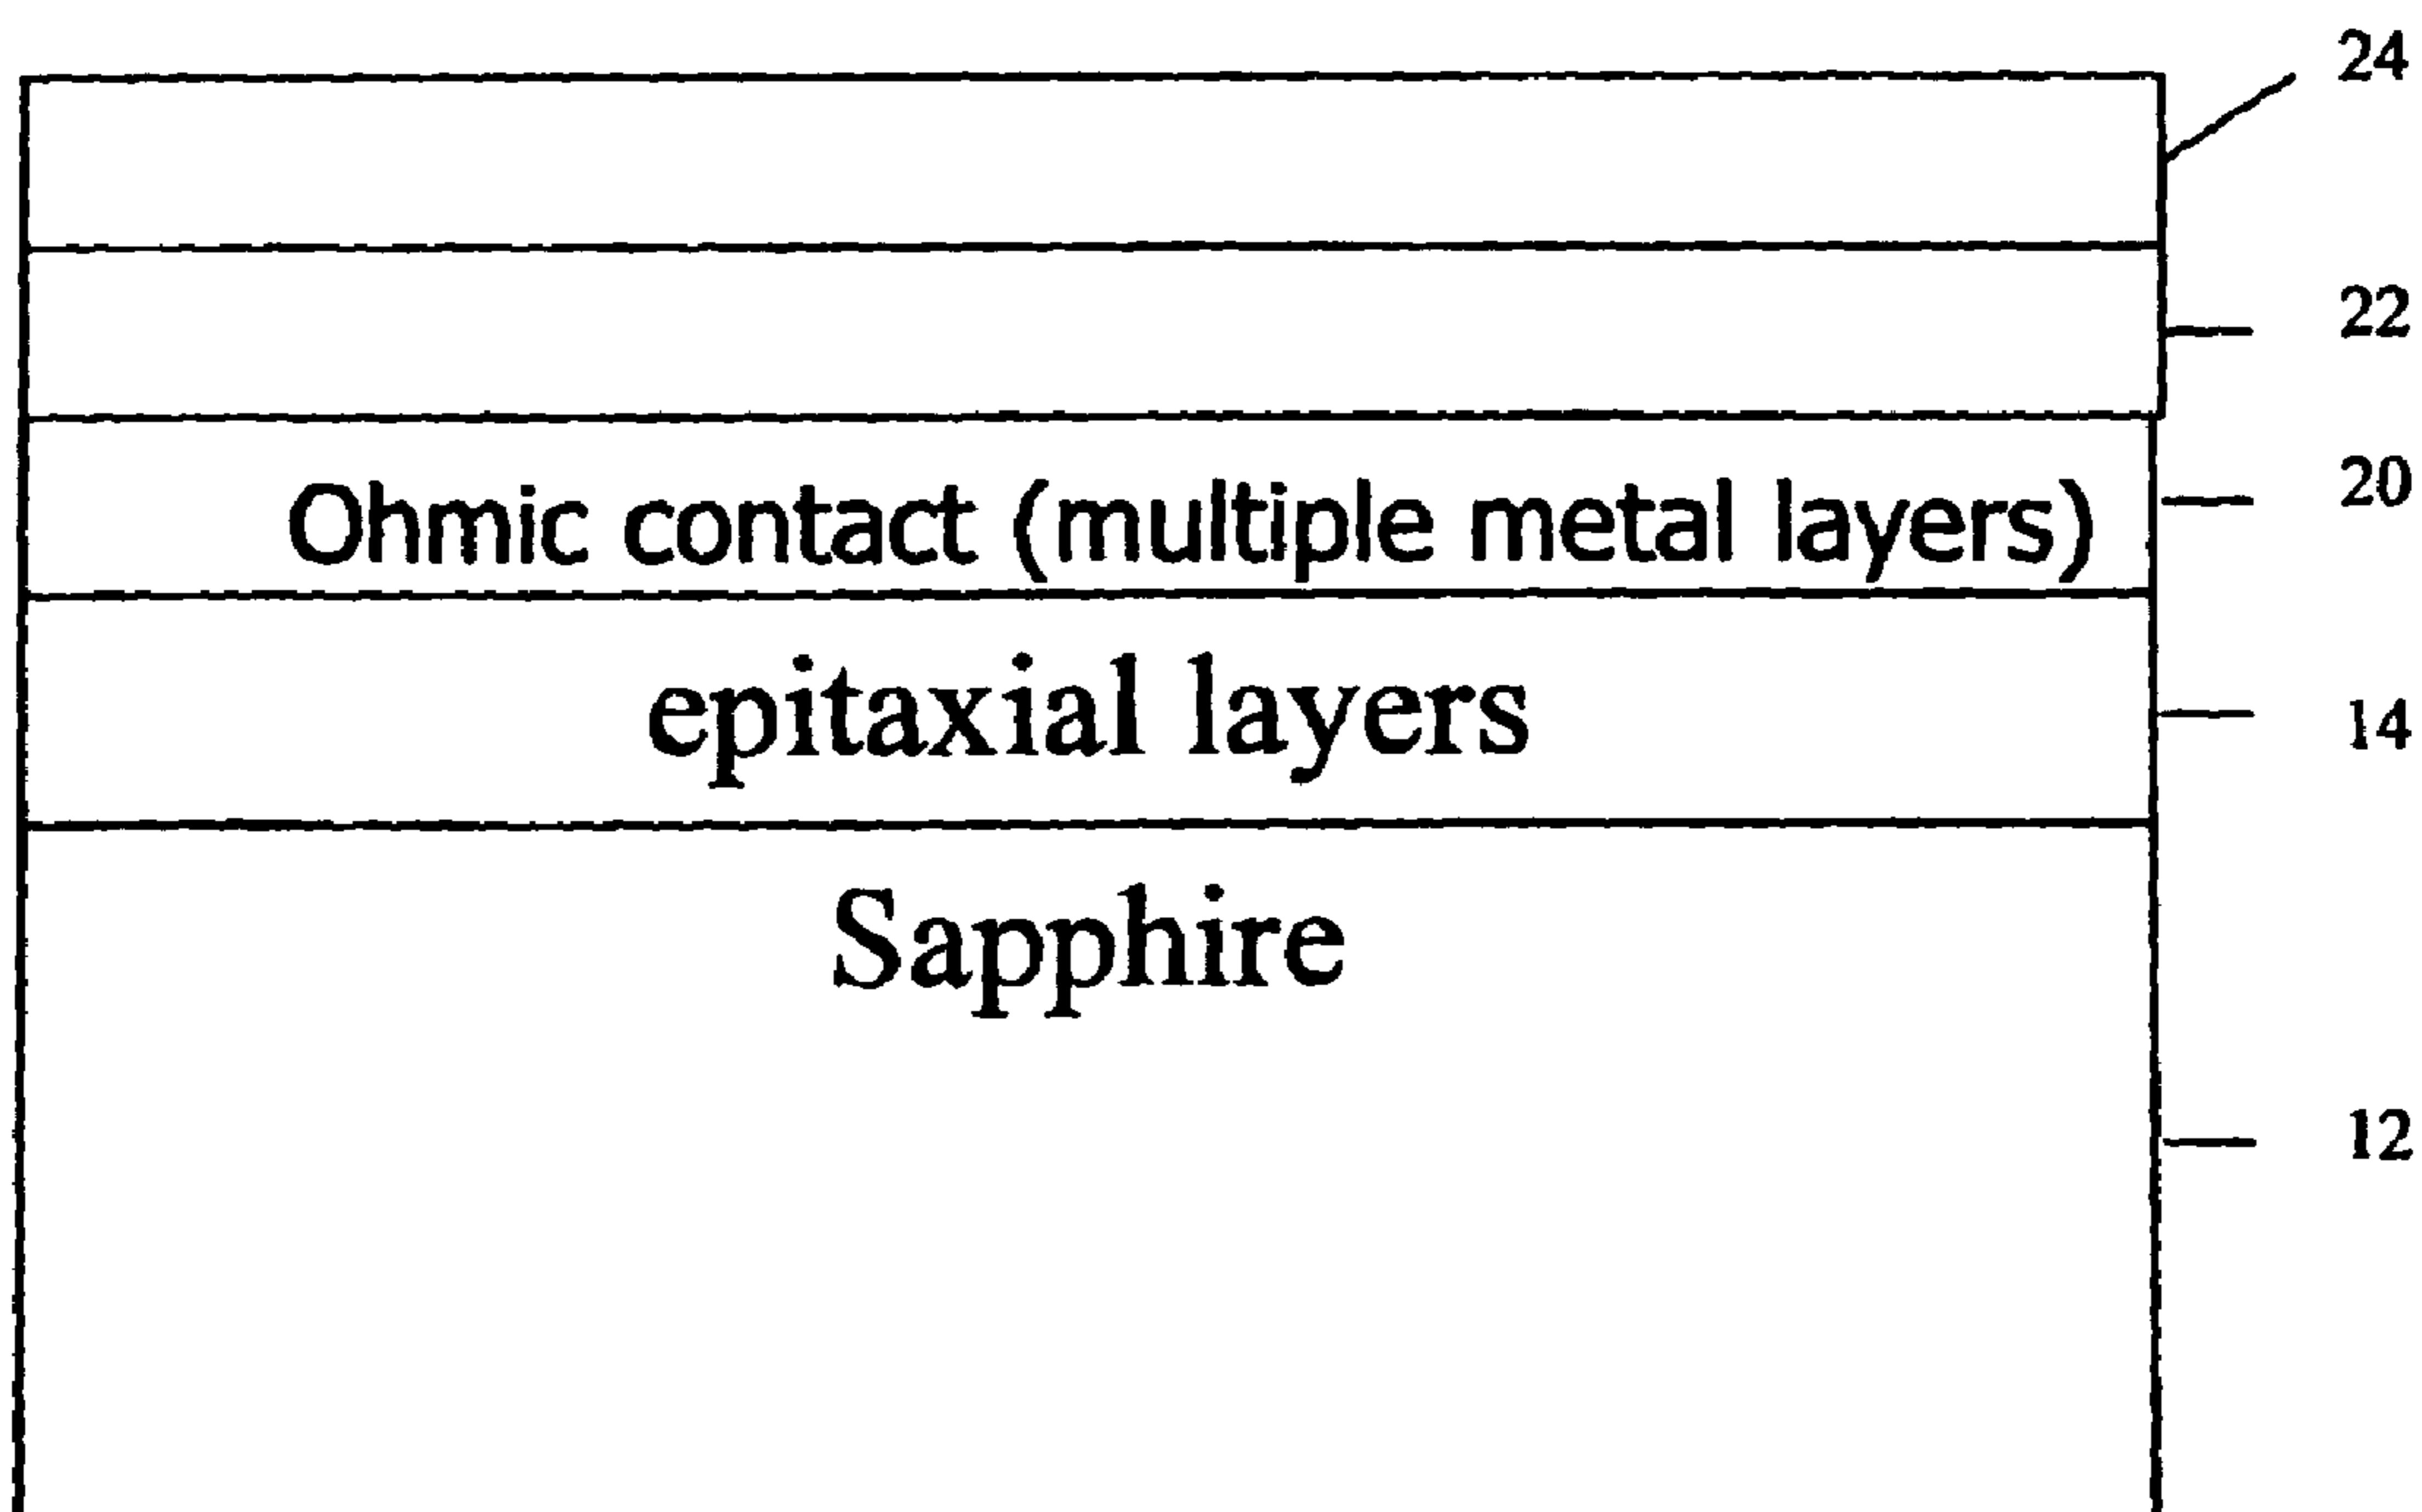 24
22
Ohmic contact (multiple metal layers) 20
epitaxial layers 14
Sapphire
12